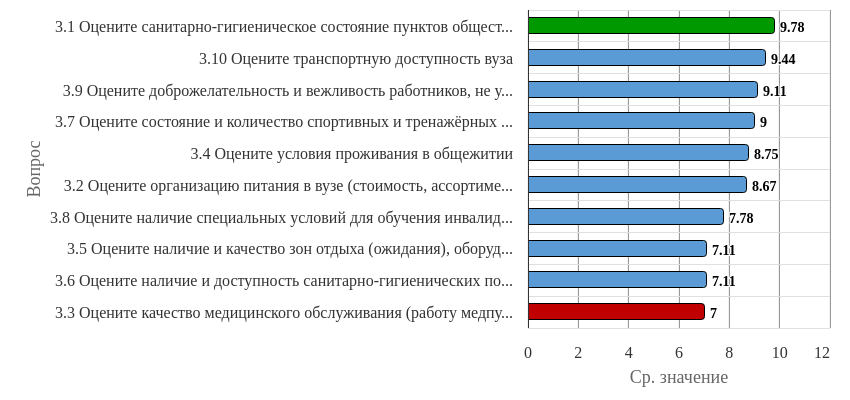 3.1 Оцените санитарно-гигиеническое состояние пунктов общест... 9.78
3.10 Оцените транспортную доступность вуза 9.44
3.9 Оцените доброжелательность и вежливость работников, не у... 9.11
3.7 Оцените состояние и количество спортивных и тренажёрных ... 9
3.4 Оцените условия проживания в общежитии 8.75
3.2 Оцените организацию питания в вузе (стоимость, ассортиме... 8.67
3.8 Оцените наличие специальных условий для обучения инвалид... 7.78
3.5 Оцените наличие и качество зон отдыха (ожидания), оборуд... 7.11
3.6 Оцените наличие и доступность санитарно-гигиенических по... 7.11
3.3 Оцените качество медицинского обслуживания (работу медпу... 7
Вопрос
0 2 4 6 8 10 12
Ср. значение